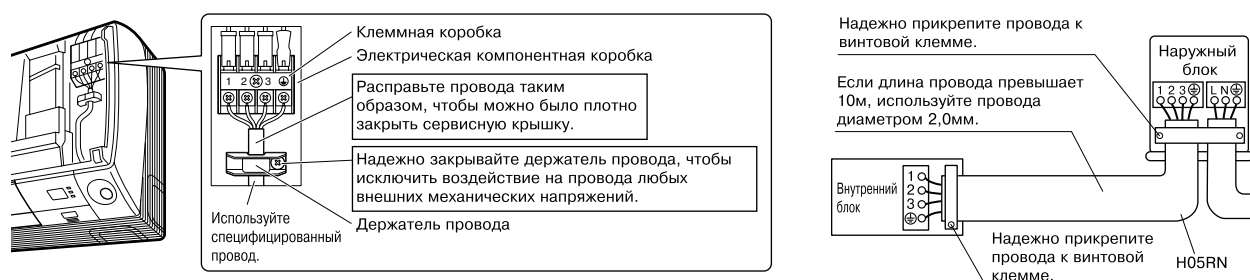 Клеммная коробка
Электрическая компонентная коробка
1 2 3
Расправьте провода таким
образом, чтобы можно было плотно
закрыть сервисную крышку.
Надежно закрывайте держатель провода, чтобы
исключить воздействие на провода любых
внешних механических напряжений.
Держатель провода
Используйте
специфицированный
провод.
Надежно прикрепите провода к
винтовой клемме.
Если длина провода превышает
10м, используйте провода
диаметром 2,0мм.
Наружный
блок
1 2 3
L N
Внутренний
блок
1
2
3
Надежно прикрепите
провода к винтовой
клемме.
H05RN